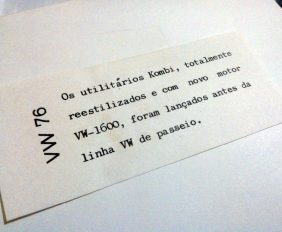 VW 76
Os utilitários Kombi, totalmente
reestilizados e com novo motor
VW-1600, foram lançados antes da
linha VW de passeio.